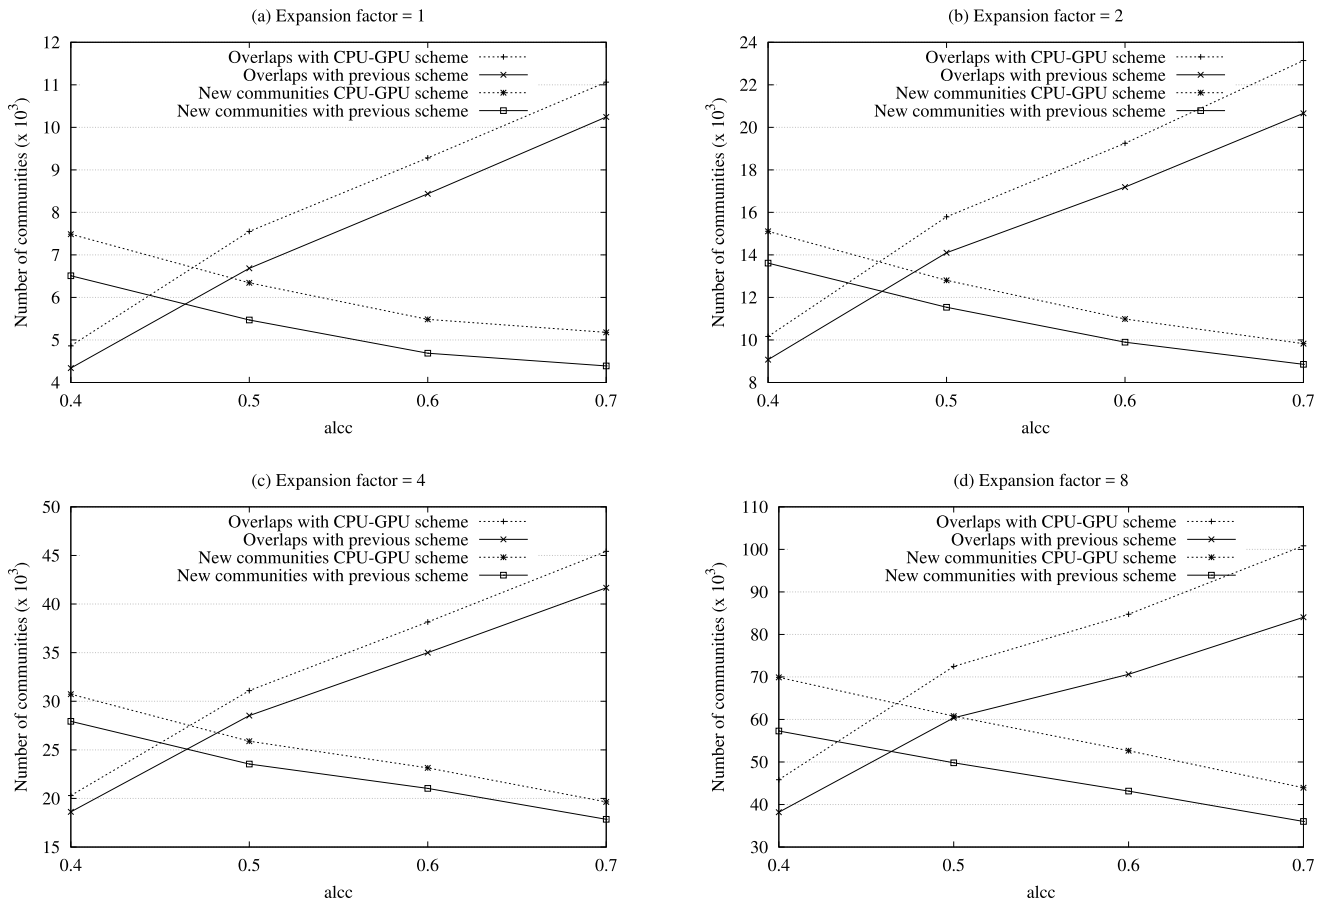 (a) Expansion factor = 1
Number of communities (x 10³)
12
11
10
9
8
7
6
5
4
Overlaps with CPU-GPU scheme
Overlaps with previous scheme
New communities CPU-GPU scheme
New communities with previous scheme
0.4 0.5 0.6 0.7
alcc
(b) Expansion factor = 2
Number of communities (x 10³)
24
22
20
18
16
14
12
10
8
Overlaps with CPU-GPU scheme
Overlaps with previous scheme
New communities CPU-GPU scheme
New communities with previous scheme
0.4 0.5 0.6 0.7
alcc
(c) Expansion factor = 4
Number of communities (x 10³)
50
45
40
35
30
25
20
15
Overlaps with CPU-GPU scheme
Overlaps with previous scheme
New communities CPU-GPU scheme
New communities with previous scheme
0.4 0.5 0.6 0.7
alcc
(d) Expansion factor = 8
Number of communities (x 10³)
110
100
90
80
70
60
50
40
30
Overlaps with CPU-GPU scheme
Overlaps with previous scheme
New communities CPU-GPU scheme
New communities with previous scheme
0.4 0.5 0.6 0.7
alcc